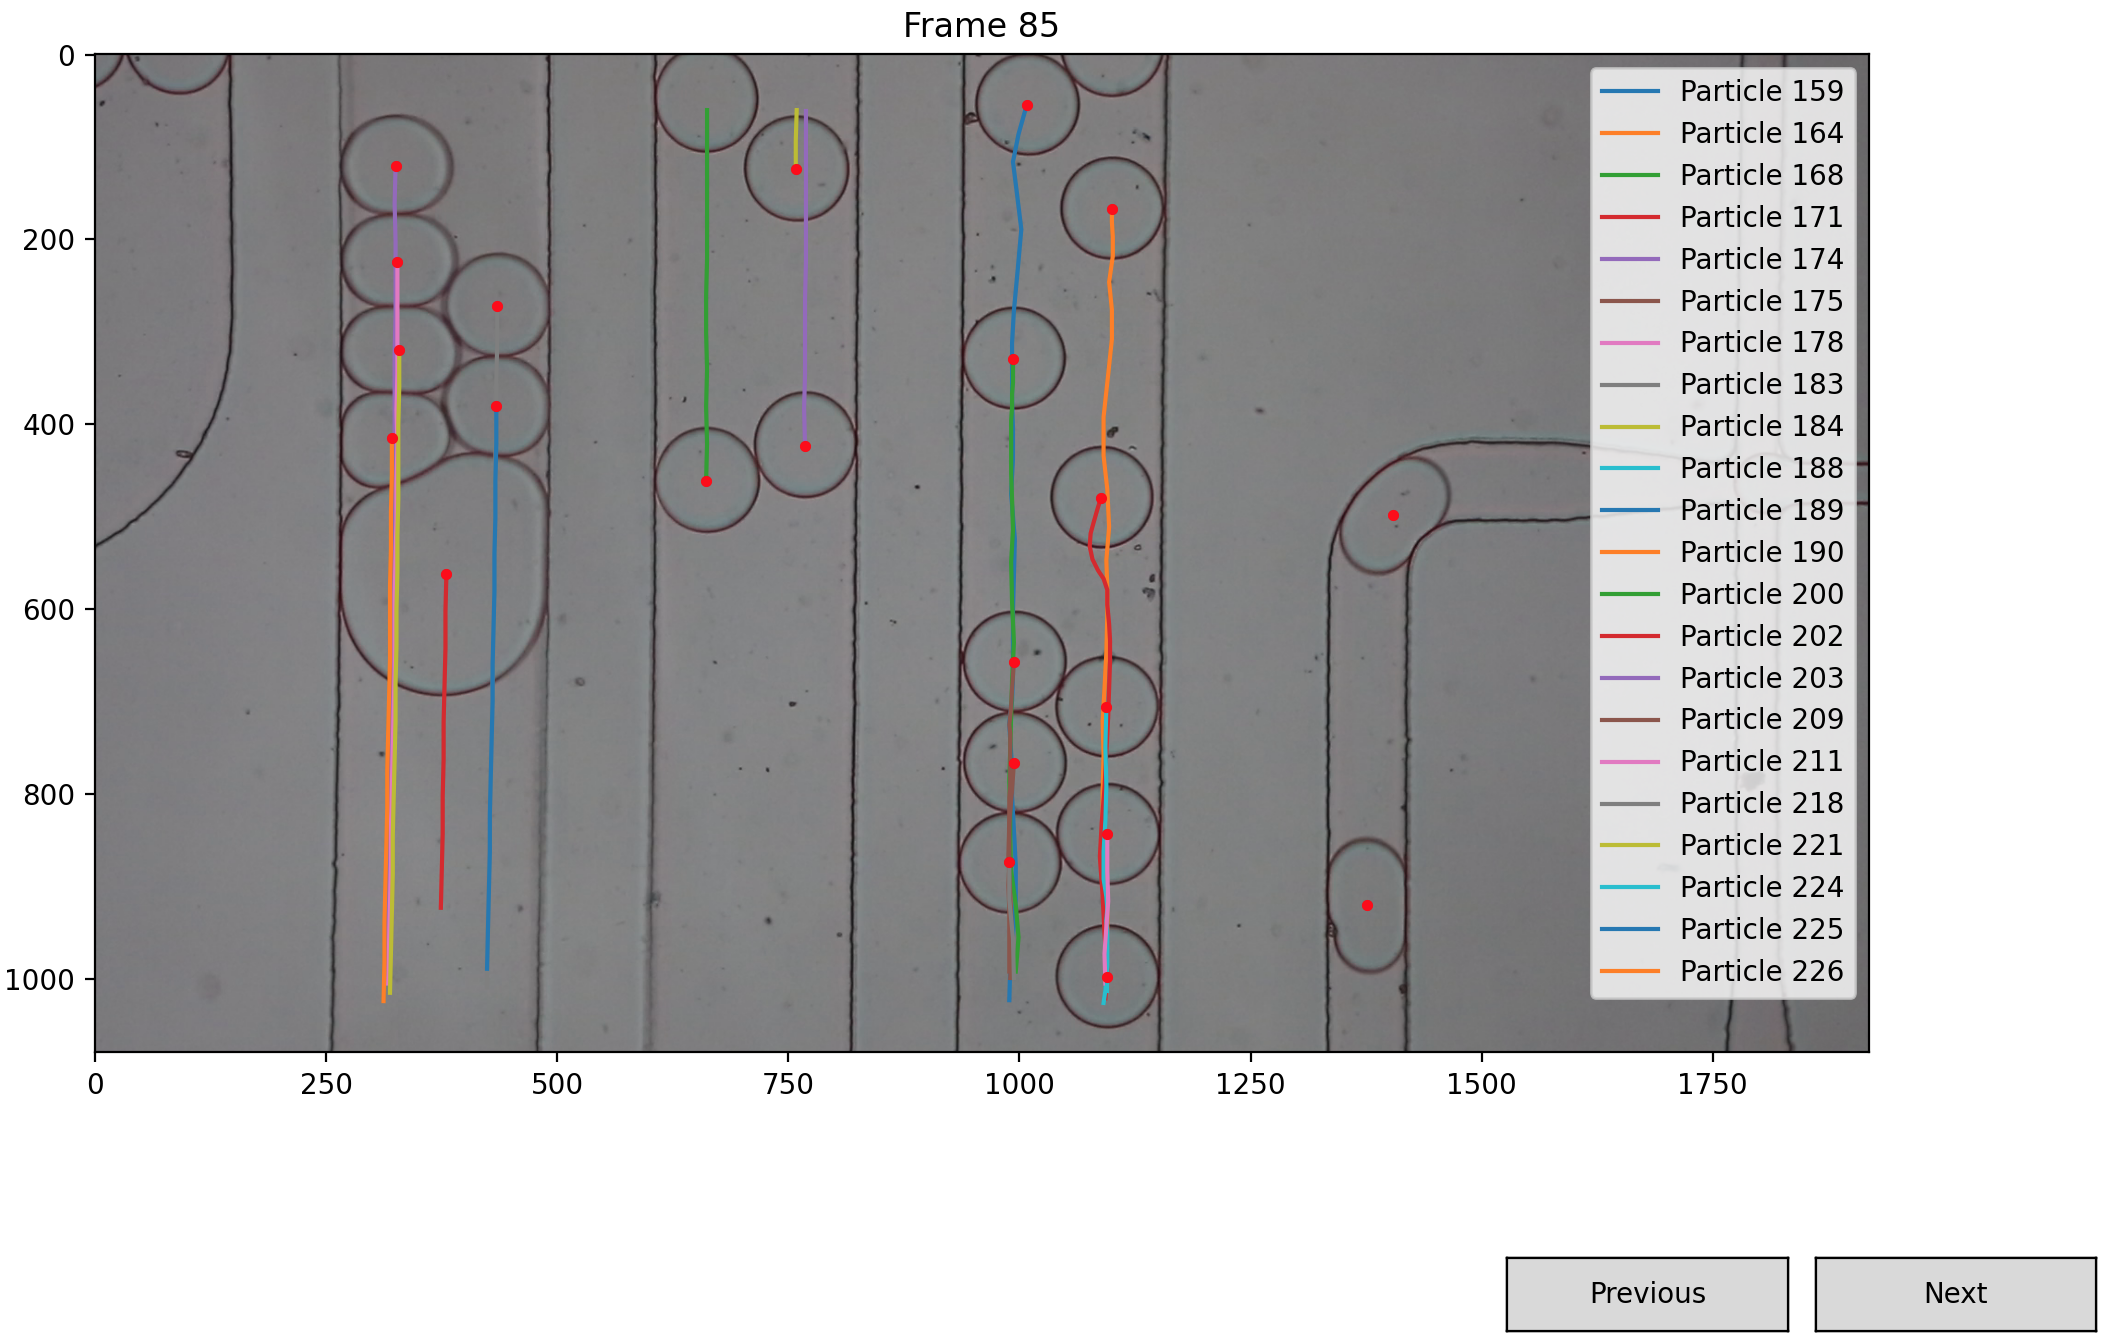 Frame 85
0
200
400
600
800
1000
0 250 500 750 1000 1250 1500 1750
Particle 159
Particle 164
Particle 168
Particle 171
Particle 174
Particle 175
Particle 178
Particle 183
Particle 184
Particle 188
Particle 189
Particle 190
Particle 200
Particle 202
Particle 203
Particle 209
Particle 211
Particle 218
Particle 221
Particle 224
Particle 225
Particle 226
Previous Next